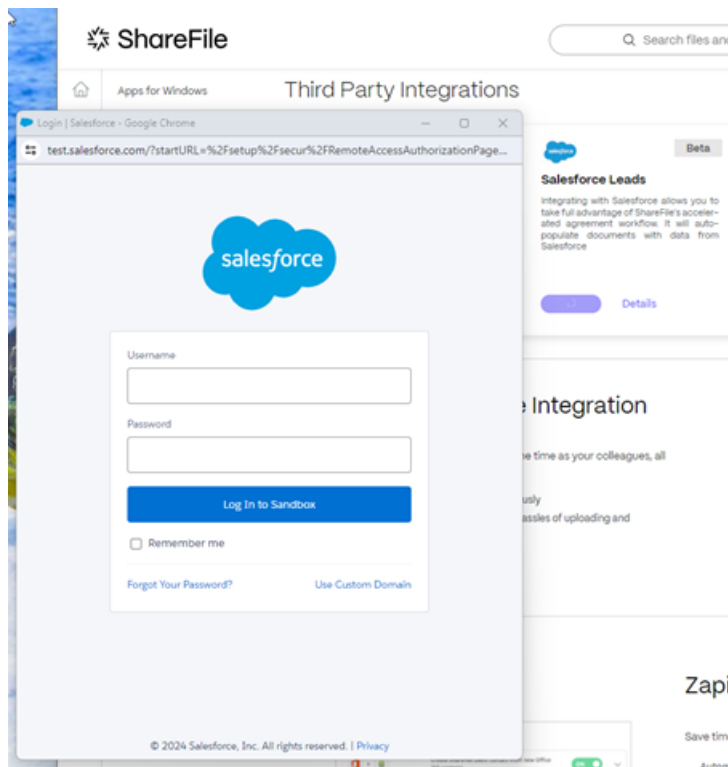 ShareFile
Search files and
Apps for Windows
Third Party Integrations
Login | Salesforce - Google Chrome
test.salesforce.com/?startURL=%2Fsetup%2Fsecur%2FRemoteAccessAuthorizationPage...
salesforce
Username
Password
Log In to Sandbox
Remember me
Forgot Your Password?
Use Custom Domain
© 2024 Salesforce, Inc. All rights reserved. | Privacy
salesforce
Beta
Salesforce Leads
Integrating with Salesforce allows you to
take full advantage of ShareFile's acceler-
ated agreement workflow. It will auto-
populate documents with data from
Salesforce
Details
e Integration
e time as your colleagues, all
usly
assles of uploading and
Zapi
Save tim